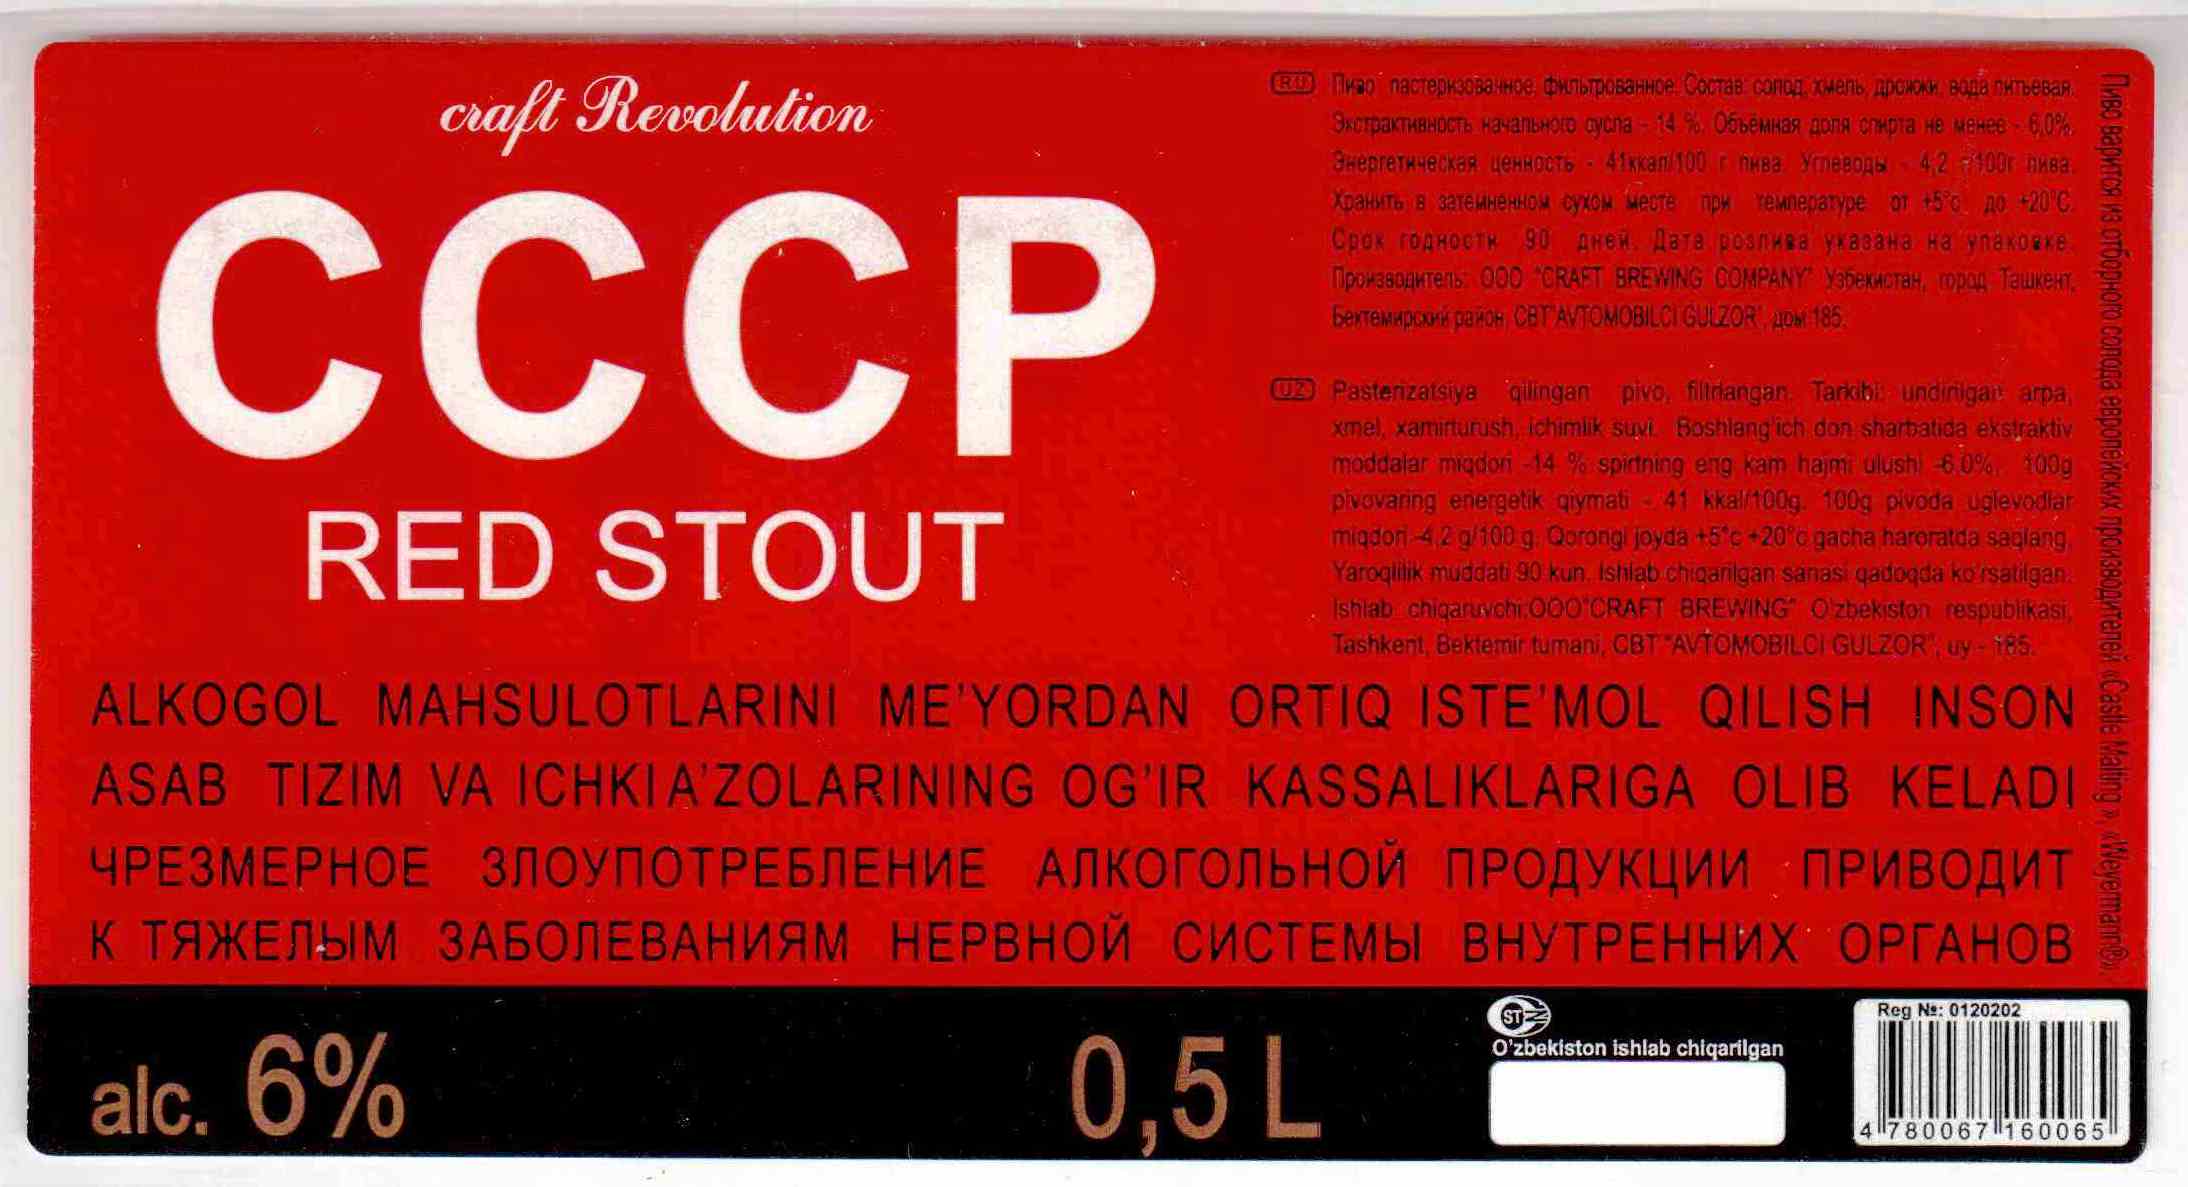 craft Revolution
СССР
RED STOUT
RU Пиво пастеризованное, фильтрованное. Состав: солод, хмель, дрожжи, вода питьевая.
Экстрактивность начального сусла - 14 %. Объёмная доля спирта не менее - 6,0%.
Энергетическая ценность - 41ккал/100 г пива. Углеводы - 4,2 г/100г пива.
Хранить в затемненном сухом месте при температуре от +5°с до +20°С.
Срок годности 90 дней. Дата розлива указана на упаковке.
Производитель: ООО "CRAFT BREWING COMPANY" Узбекистан, город Ташкент,
Бектемирский район, СВТ"AVTOMOBILCI GULZOR", дом 185.
UZ Pasterizatsiya qilingan pivo, filtrlangan. Tarkibi: undirilgan arpa,
xmel, xamirturush, ichimlik suvi. Boshlang'ich don sharbatida ekstraktiv
moddalar miqdori -14 % spirtning eng kam hajmi ulushi -6.0%. 100g
pivovaring energetik qiymati - 41 kkal/100g. 100g pivoda uglevodlar
miqdori-4,2 g/100 g. Qorongi joyda +5°c +20°c gacha haroratda saqlang.
Yaroqlilik muddati 90 kun. Ishlab chiqarilgan sanasi qadoqda ko'rsatilgan.
Ishlab chiqaruvchi:OOO"CRAFT BREWING" O'zbekiston respublikasi,
Tashkent, Bektemir tumani, CBT "AVTOMOBILCI GULZOR", uy - 185.
Пиво варится из отборного солода европейских производителей «Castle Malting », «Weyermann®».
ALKOGOL MAHSULOTLARINI ME'YORDAN ORTIQ ISTE'MOL QILISH INSON
ASAB TIZIM VA ICHKI A'ZOLARINING OG'IR KASSALIKLARIGA OLIB KELADI
ЧРЕЗМЕРНОЕ ЗЛОУПОТРЕБЛЕНИЕ АЛКОГОЛЬНОЙ ПРОДУКЦИИ ПРИВОДИТ
К ТЯЖЕЛЫМ ЗАБОЛЕВАНИЯМ НЕРВНОЙ СИСТЕМЫ ВНУТРЕННИХ ОРГАНОВ
alc. 6%
0,5 L
ST
O'zbekiston ishlab chiqarilgan
Reg №: 0120202
4 780067 160065